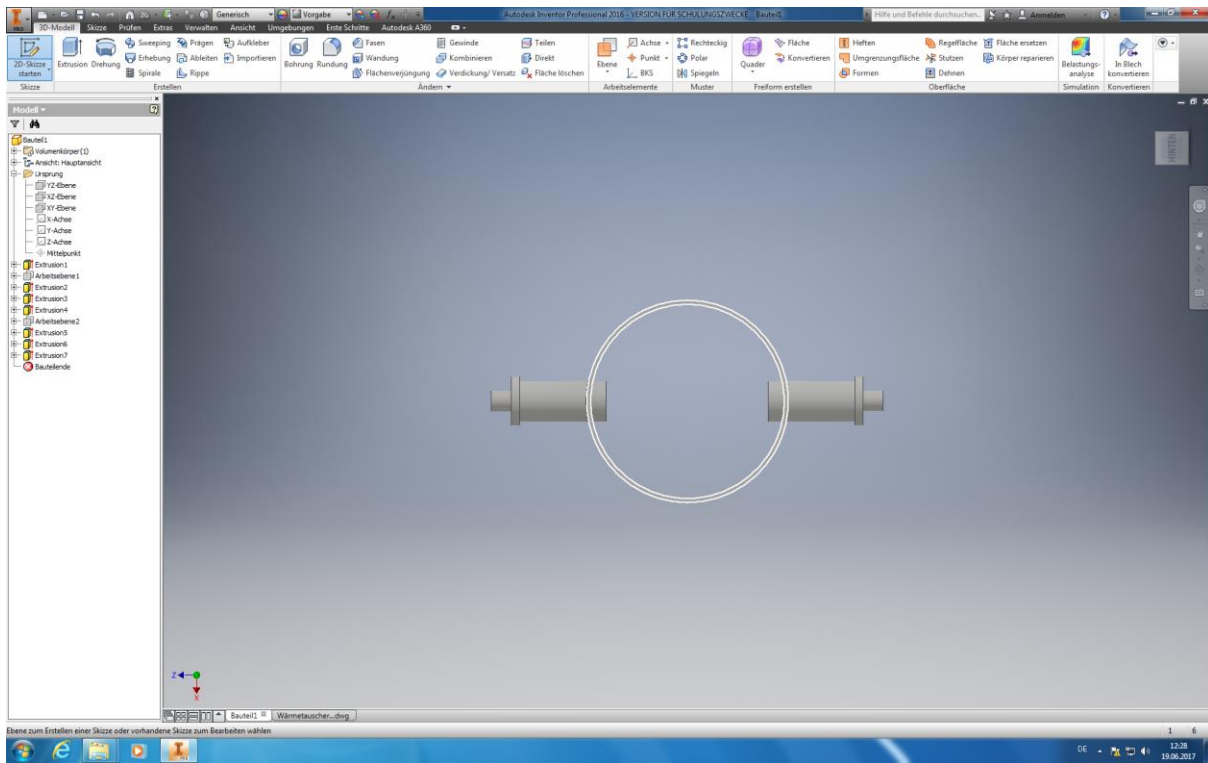 Generisch Vorgabe Autodesk Inventor Professional 2016 - VERSION FÜR SCHULUNGSZWECKE Bauteil1 Hilfe und Befehle durchsuchen... Anmelden
3D-Modell Skizze Prüfen Extras Verwalten Ansicht Umgebungen Erste Schritte Autodesk A360
Sweeping Prägen Aufkleber Fasen Gewinde Teilen Achse Rechteckig Fläche Heften Regelfläche Fläche ersetzen
Erhebung Ableiten Importieren Wandung Kombinieren Direkt Punkt Polar Konvertieren Umgrenzungsfläche Stutzen Körper reparieren
Spirale Rippe Flächenverjüngung Verdickung/ Versatz Fläche löschen BKS Spiegeln Formen Dehnen
2D-Skizze starten Extrusion Drehung Bohrung Rundung Ebene Quader Belastungs-analyse In Blech konvertieren
Skizze Erstellen Ändern Arbeitselemente Muster Freiform erstellen Oberfläche Simulation Konvertieren
Modell
Bauteil1
Volumenkörper(1)
Ansicht: Hauptansicht
Ursprung
YZ-Ebene
XZ-Ebene
XY-Ebene
X-Achse
Y-Achse
Z-Achse
Mittelpunkt
Extrusion1
Arbeitsebene1
Extrusion2
Extrusion3
Extrusion4
Arbeitsebene2
Extrusion5
Extrusion6
Extrusion7
Bauteilende
HINTEN
Z
X
Bauteil1 Wärmetauscher...dwg
Ebene zum Erstellen einer Skizze oder vorhandene Skizze zum Bearbeiten wählen 1 6
DE 12:28
19.06.2017